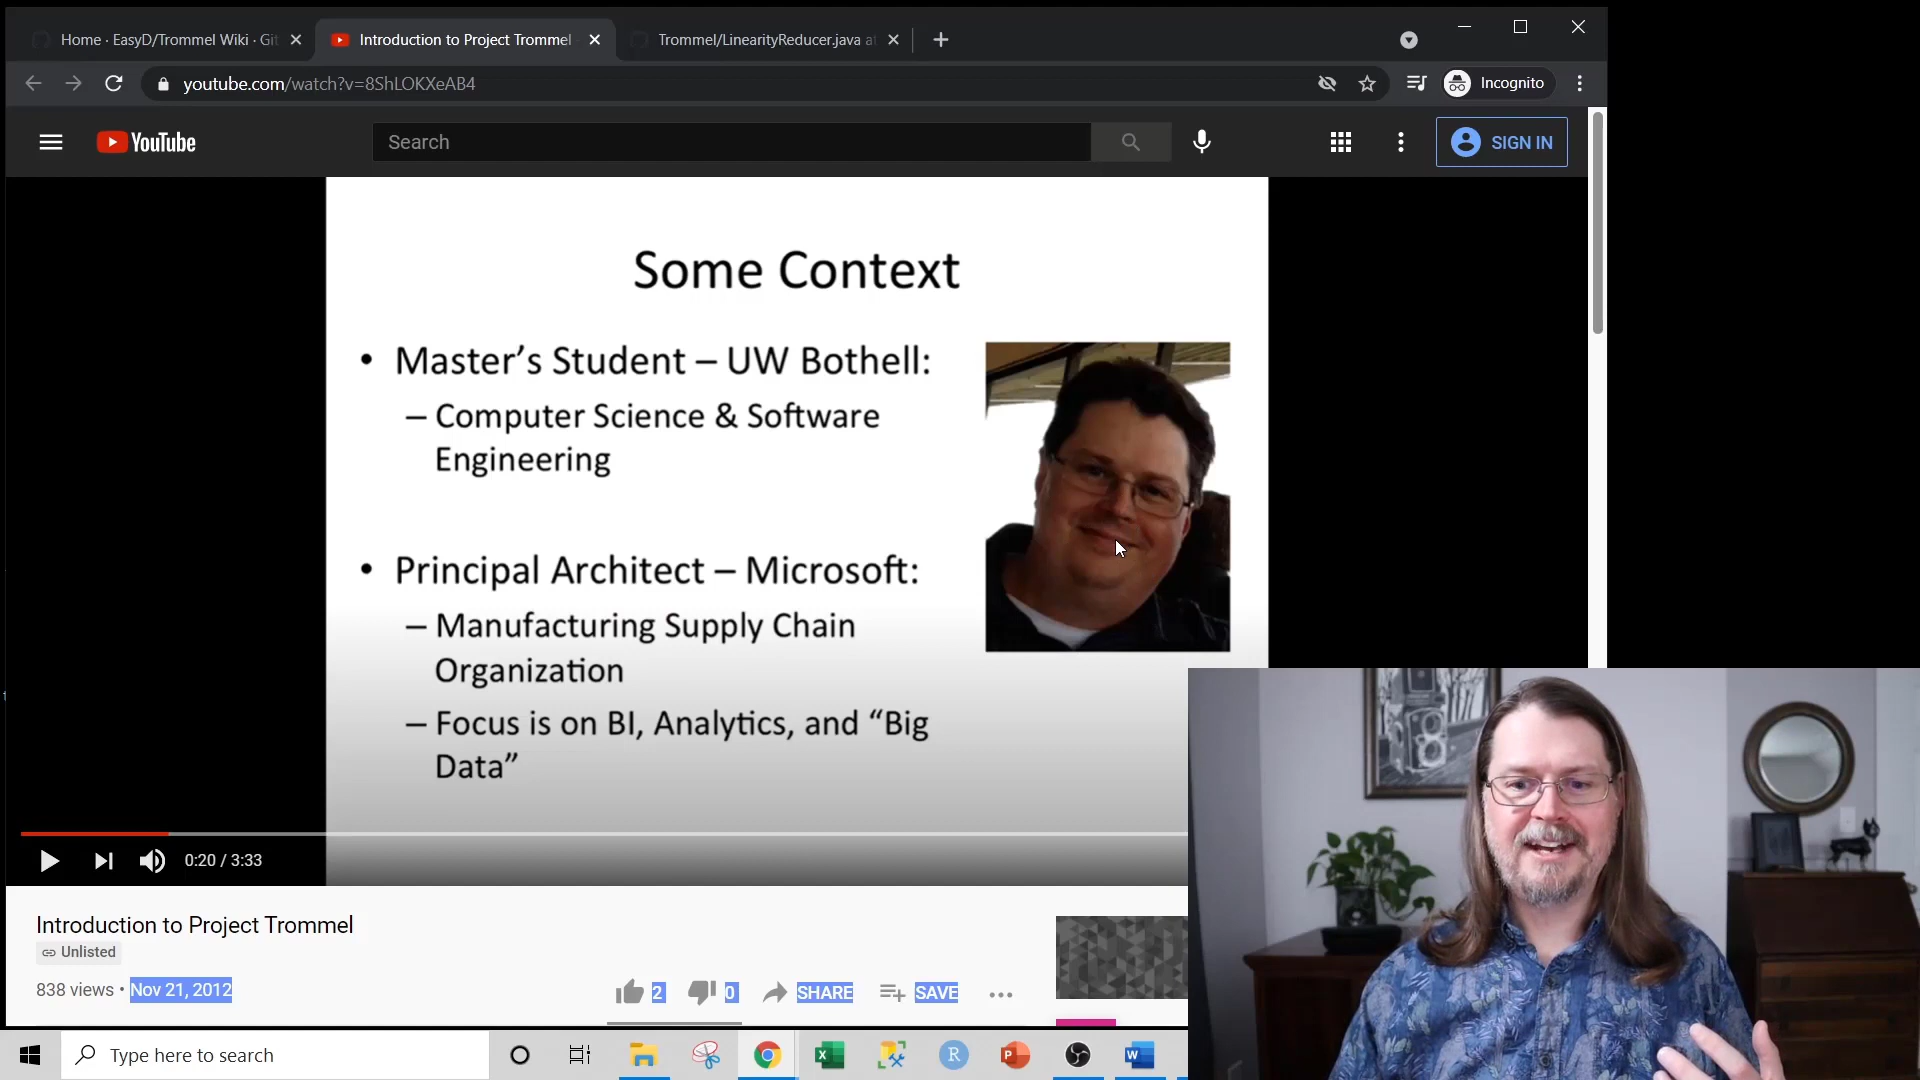 Home · EasyD/Trommel Wiki · Git
Introduction to Project Trommel
Trommel/LinearityReducer.java at
youtube.com/watch?v=8ShLOKXeAB4
Incognito
YouTube
Search
SIGN IN
Some Context
• Master's Student – UW Bothell:
– Computer Science & Software
Engineering
• Principal Architect – Microsoft:
– Manufacturing Supply Chain
Organization
– Focus is on BI, Analytics, and “Big
Data”
0:20 / 3:33
Introduction to Project Trommel
Unlisted
838 views • Nov 21, 2012
2
0
SHARE
SAVE
Type here to search
X
R
P
W